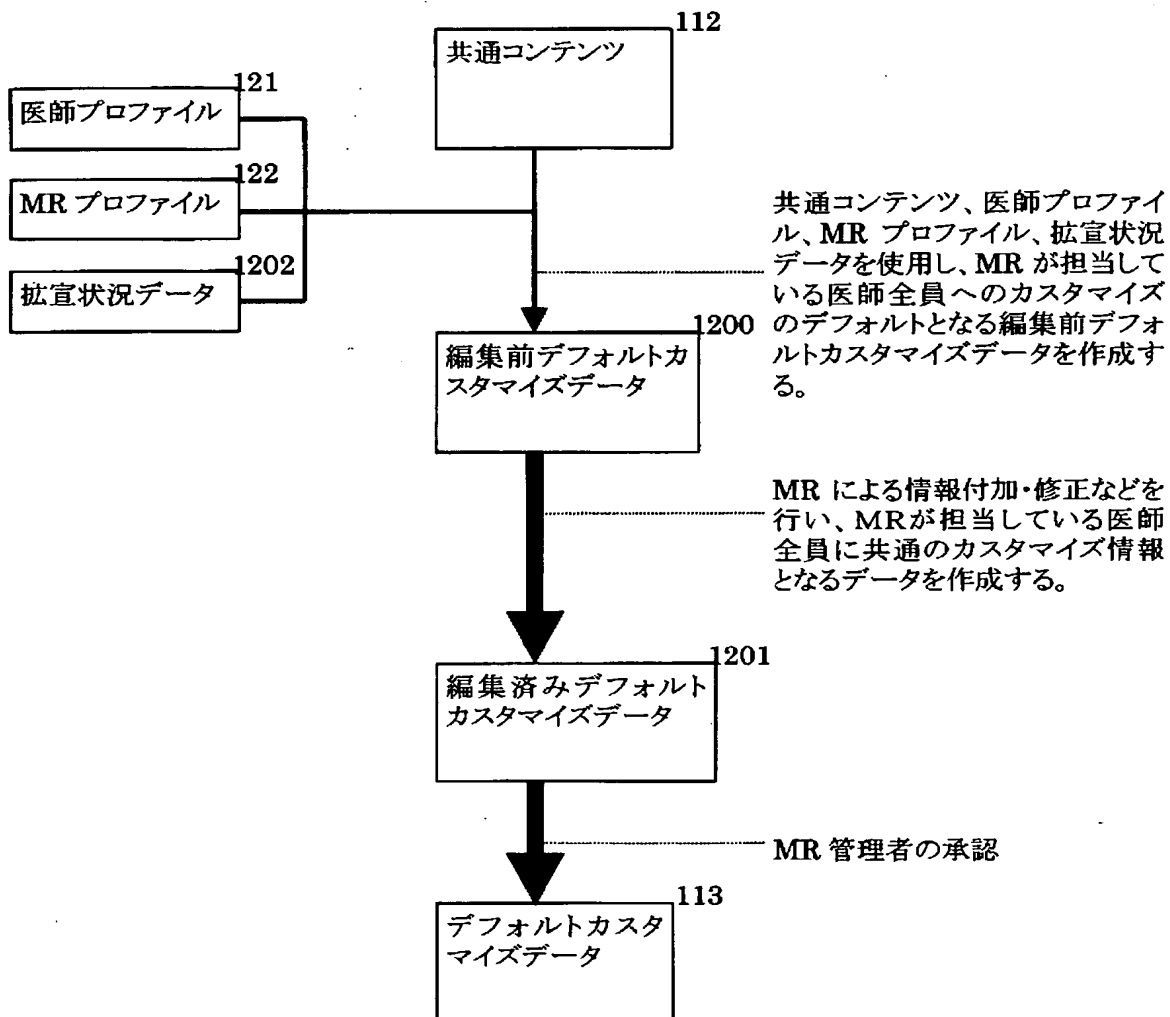 112
共通コンテンツ
121
医師プロファイル
122
MR プロファイル
1202
拡宣状況データ
共通コンテンツ、医師プロファイ
ル、MR プロファイル、拡宣状況
データを使用し、MR が担当して
いる医師全員へのカスタマイズ
のデフォルトとなる編集前デフォ
ルトカスタマイズデータを作成す
る。
1200
編集前デフォルトカ
スタマイズデータ
MR による情報付加・修正などを
行い、MRが担当している医師
全員に共通のカスタマイズ情報
となるデータを作成する。
1201
編集済みデフォルト
カスタマイズデータ
MR 管理者の承認
113
デフォルトカスタ
マイズデータ